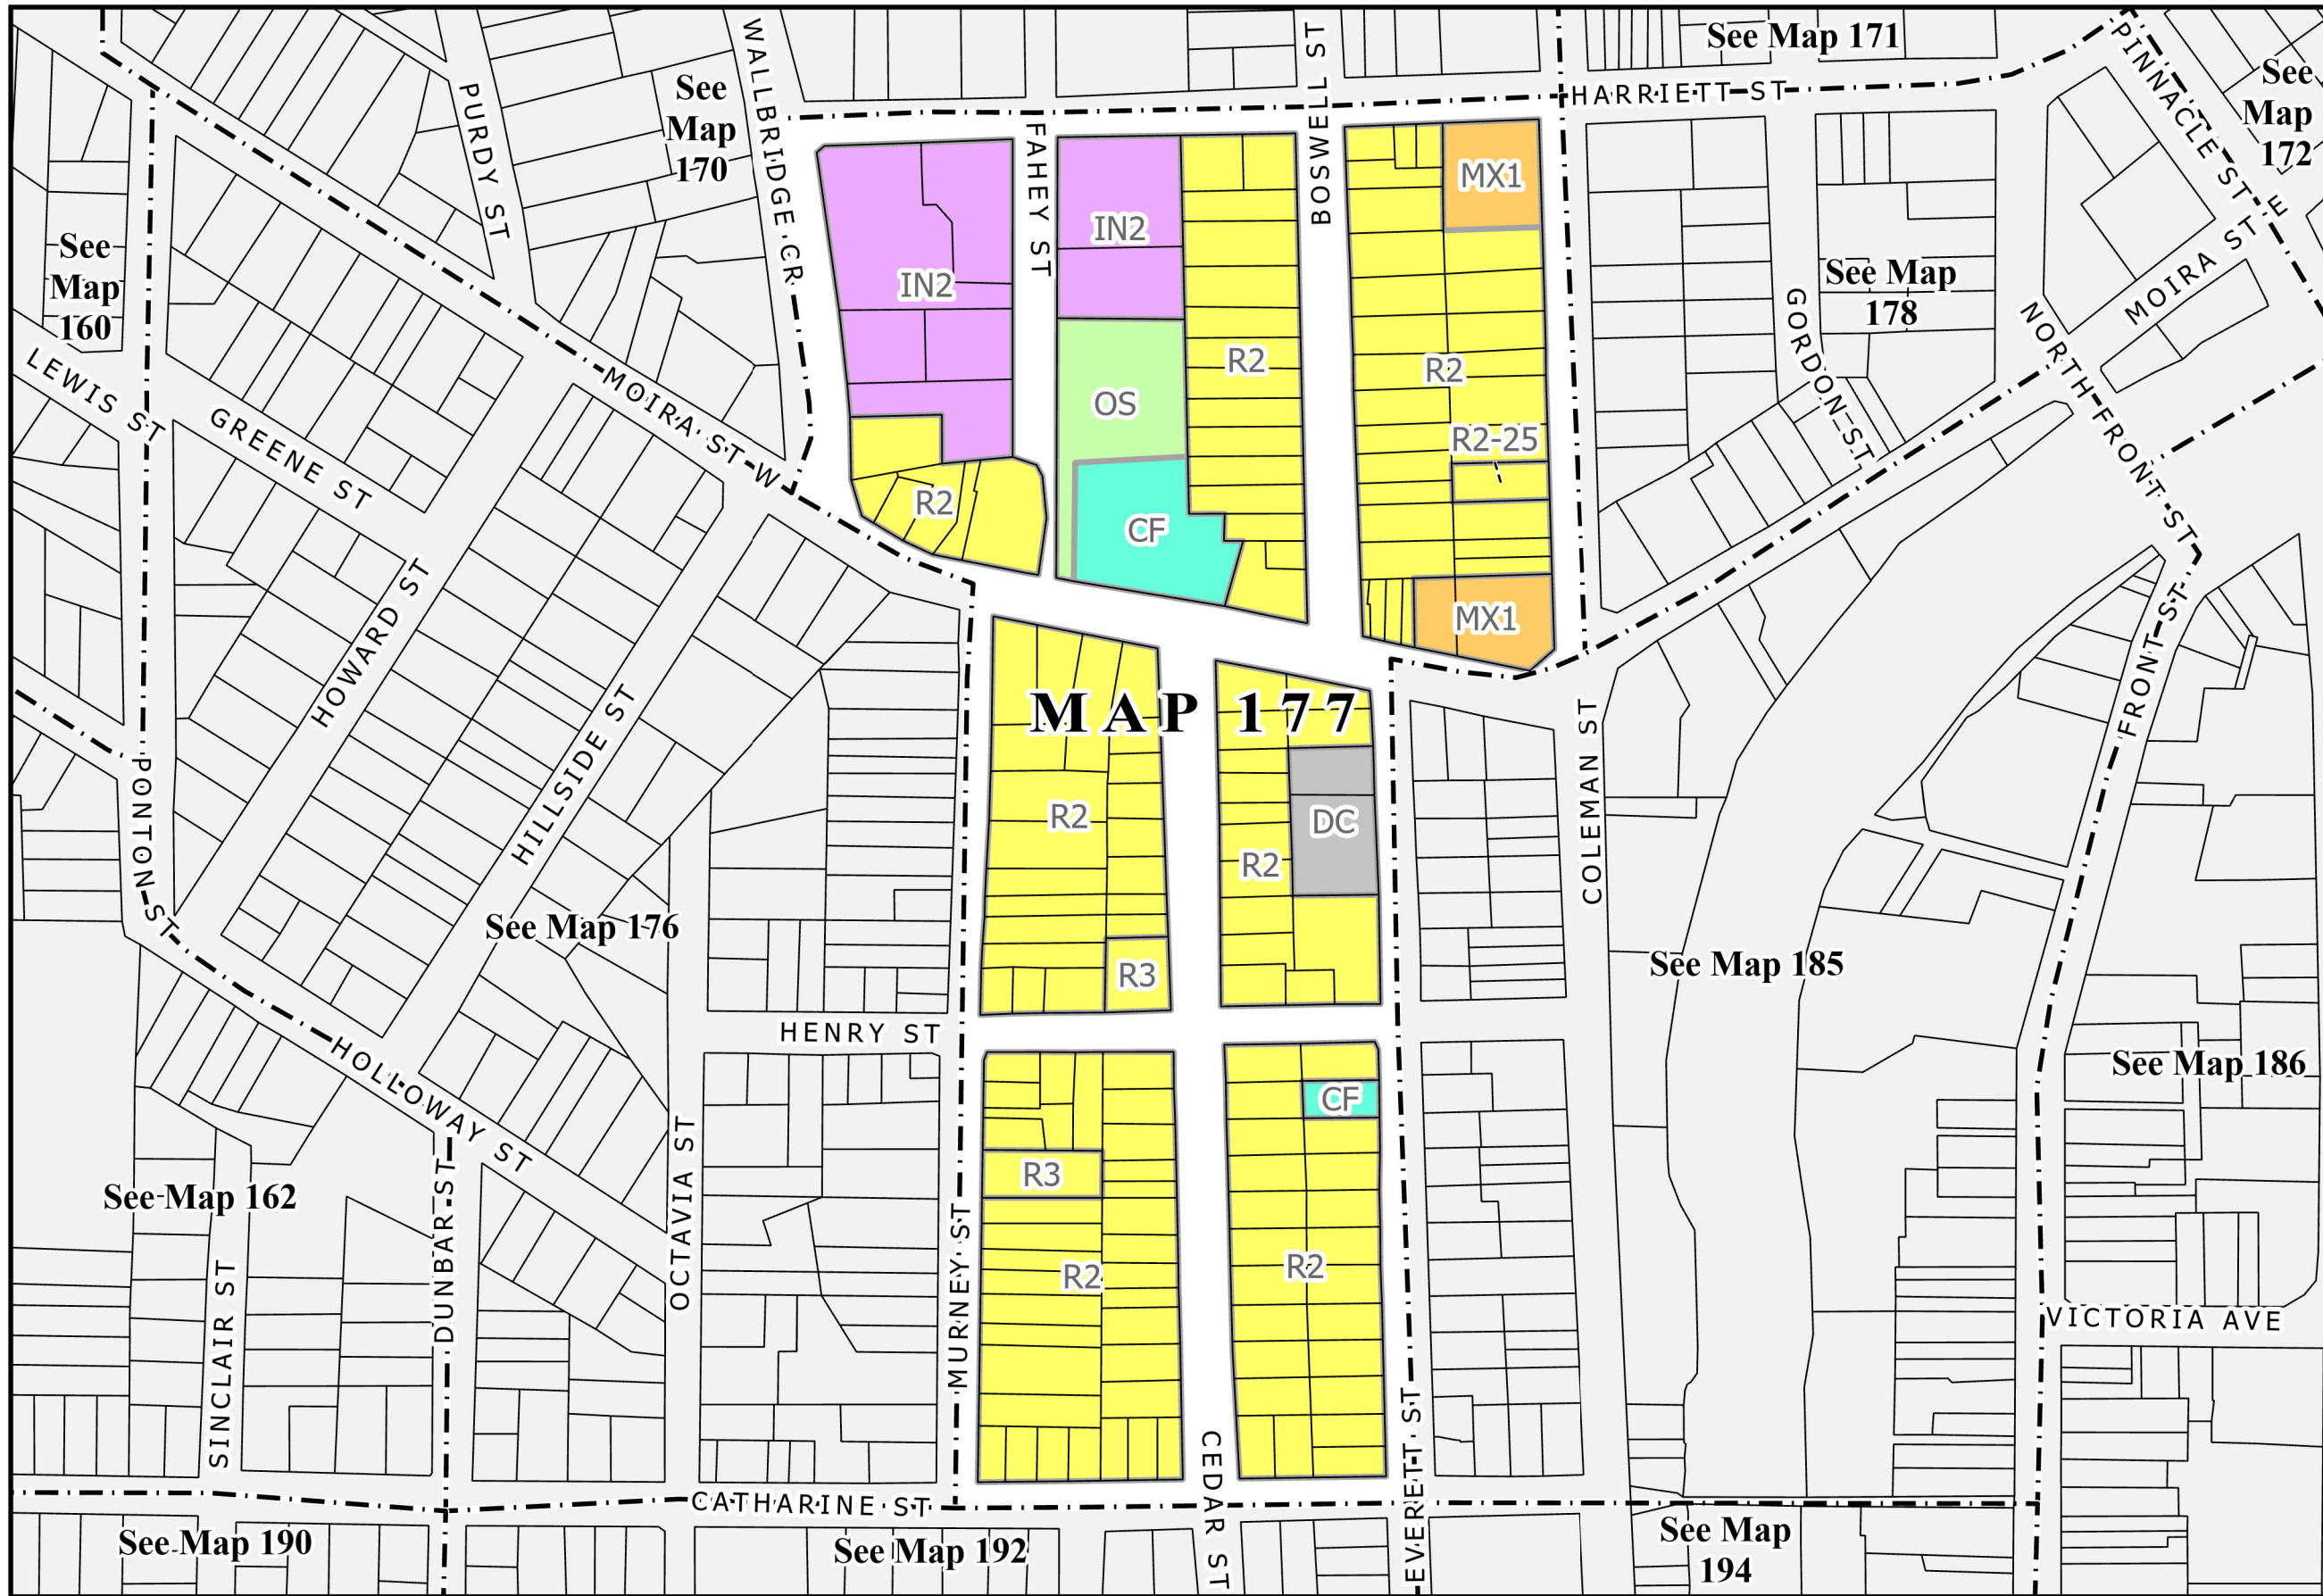 See Map 171
WALLBRIDGE CR
BOSWELL ST
PINNACLE ST
See
Map
172
See
Map
170
PURDY ST
HARRIETT ST
FAHEY ST
MX1
IN2
See
Map
160
MOIRA ST E
See Map
178
IN2
GORDON ST
NORTH FRONT ST
LEWIS ST
GREENE ST
MOIRA ST W
OS
R2
R2
R2-25
R2
CF
HOWARD ST
MX1
FRONT ST
HILLSIDE ST
MAP 177
COLEMAN ST
PONTON ST
R2
DC
R2
See Map 176
R3
See Map 185
HENRY ST
HOLLOWAY ST
CF
See Map 186
OCTAVIA ST
R3
See Map 162
DUNBAR ST
MURNEY ST
R2
R2
SINCLAIR ST
VICTORIA AVE
CATHARINE ST
CEDAR ST
EVERETT ST
See Map 190
See Map 192
See Map
194